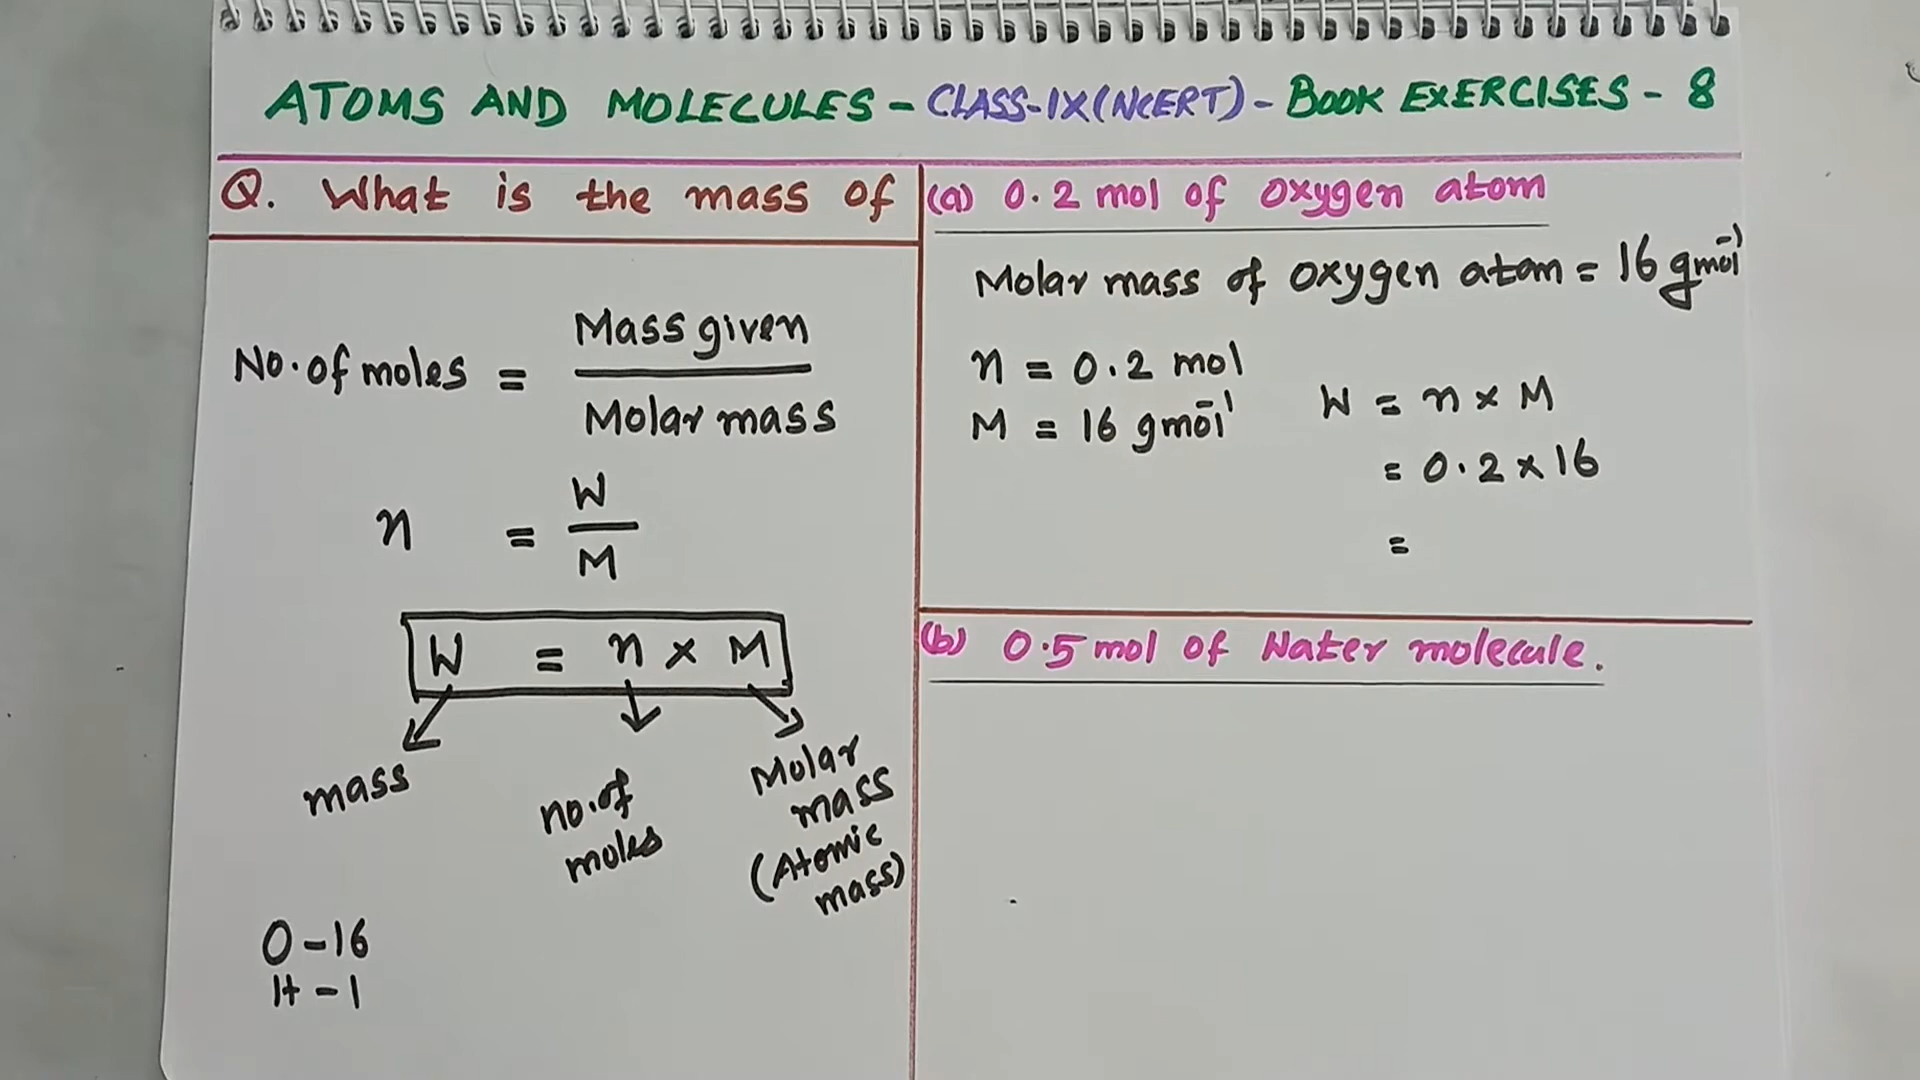 ATOMS AND MOLECULES - CLASS-IX(NCERT) - BOOK EXERCISES - 8
Q. What is the mass of
No. of moles = Mass given / Molar mass
n = W / M
W = n × M
mass
no. of
moles
Molar
mass
(Atomic
mass)
O - 16
H - 1
(a) 0.2 mol of oxygen atom
Molar mass of oxygen atom = 16 gmol⁻¹
n = 0.2 mol
M = 16 gmol⁻¹
W = n × M
= 0.2 × 16
=
(b) 0.5 mol of Water molecule.